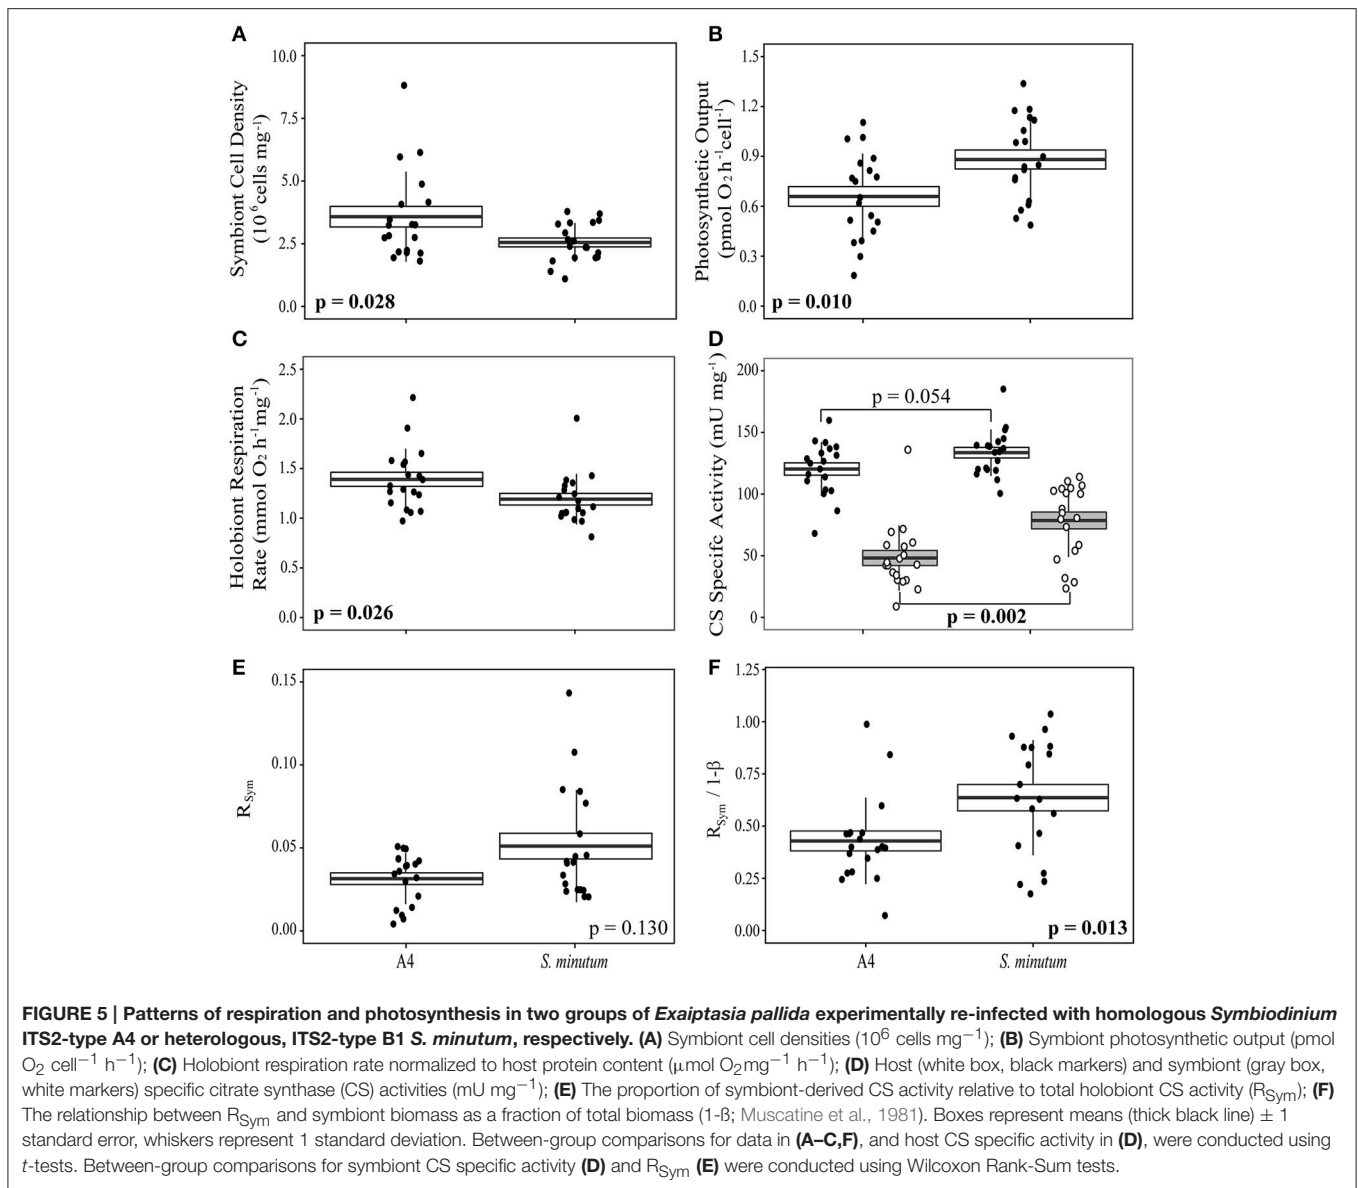 A
10.0
7.5
5.0
2.5
0.0
Symbiont Cell Density
(10⁶cells mg⁻¹)
p = 0.028
B
1.5
1.2
0.9
0.6
0.3
0.0
Photosynthetic Output
(pmol O₂ h⁻¹cell⁻¹)
p = 0.010
C
2.5
2.0
1.5
1.0
0.5
0.0
Holobiont Respiration
Rate (mmol O₂ h⁻¹mg⁻¹)
p = 0.026
D
200
150
100
50
0
CS Specifc Activity (mU mg⁻¹)
p = 0.054
p = 0.002
E
0.15
0.10
0.05
0.00
R_Sym
p = 0.130
A4
S. minutum
F
1.25
1.00
0.75
0.50
0.25
0.00
R_Sym / 1-β
p = 0.013
A4
S. minutum
FIGURE 5 | Patterns of respiration and photosynthesis in two groups of Exaiptasia pallida experimentally re-infected with homologous Symbiodinium
ITS2-type A4 or heterologous, ITS2-type B1 S. minutum, respectively. (A) Symbiont cell densities (10⁶ cells mg⁻¹); (B) Symbiont photosynthetic output (pmol
O₂ cell⁻¹ h⁻¹); (C) Holobiont respiration rate normalized to host protein content (μmol O₂mg⁻¹ h⁻¹); (D) Host (white box, black markers) and symbiont (gray box,
white markers) specific citrate synthase (CS) activities (mU mg⁻¹); (E) The proportion of symbiont-derived CS activity relative to total holobiont CS activity (R_Sym); (F)
The relationship between R_Sym and symbiont biomass as a fraction of total biomass (1-ß; Muscatine et al., 1981). Boxes represent means (thick black line) ± 1
standard error, whiskers represent 1 standard deviation. Between-group comparisons for data in (A–C,F), and host CS specific activity in (D), were conducted using
t-tests. Between-group comparisons for symbiont CS specific activity (D) and R_Sym (E) were conducted using Wilcoxon Rank-Sum tests.